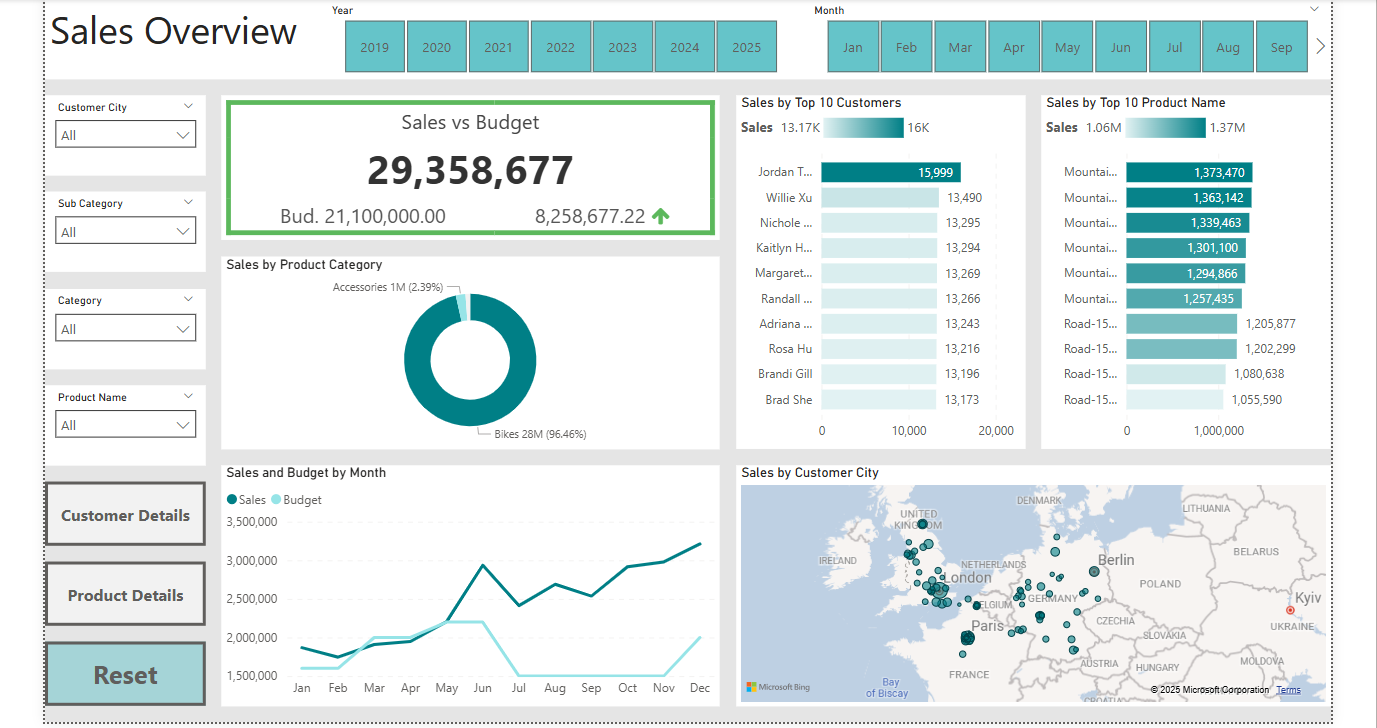 Sales Overview
Year
2019 2020 2021 2022 2023 2024 2025
Month
Jan Feb Mar Apr May Jun Jul Aug Sep
Customer City
All
Sub Category
All
Category
All
Product Name
All
Customer Details
Product Details
Reset
Sales vs Budget
29,358,677
Bud. 21,100,000.00 8,258,677.22
Sales by Product Category
Accessories 1M (2.39%)
Bikes 28M (96.46%)
Sales and Budget by Month
Sales Budget
3,500,000
3,000,000
2,500,000
2,000,000
1,500,000
Jan Feb Mar Apr May Jun Jul Aug Sep Oct Nov Dec
Sales by Top 10 Customers
Sales 13.17K 16K
Jordan T... 15,999
Willie Xu 13,490
Nichole ... 13,295
Kaitlyn H... 13,294
Margaret... 13,269
Randall ... 13,266
Adriana ... 13,243
Rosa Hu 13,216
Brandi Gill 13,196
Brad She 13,173
0 10,000 20,000
Sales by Top 10 Product Name
Sales 1.06M 1.37M
Mountai... 1,373,470
Mountai... 1,363,142
Mountai... 1,339,463
Mountai... 1,301,100
Mountai... 1,294,866
Mountai... 1,257,435
Road-15... 1,205,877
Road-15... 1,202,299
Road-15... 1,080,638
Road-15... 1,055,590
0 1,000,000
Sales by Customer City
DENMARK
LITHUANIA
UNITED
KINGDOM
IRELAND
BELARUS
NETHERLANDS
Berlin
London
POLAND
BELGIUM
GERMANY
Kyiv
Paris
CZECHIA
UKRAINE
SLOVAKIA
AUSTRIA
HUNGARY
MOLDOVA
FRANCE
Bay
of Biscay
CROATIA
Microsoft Bing
© 2025 Microsoft Corporation Terms